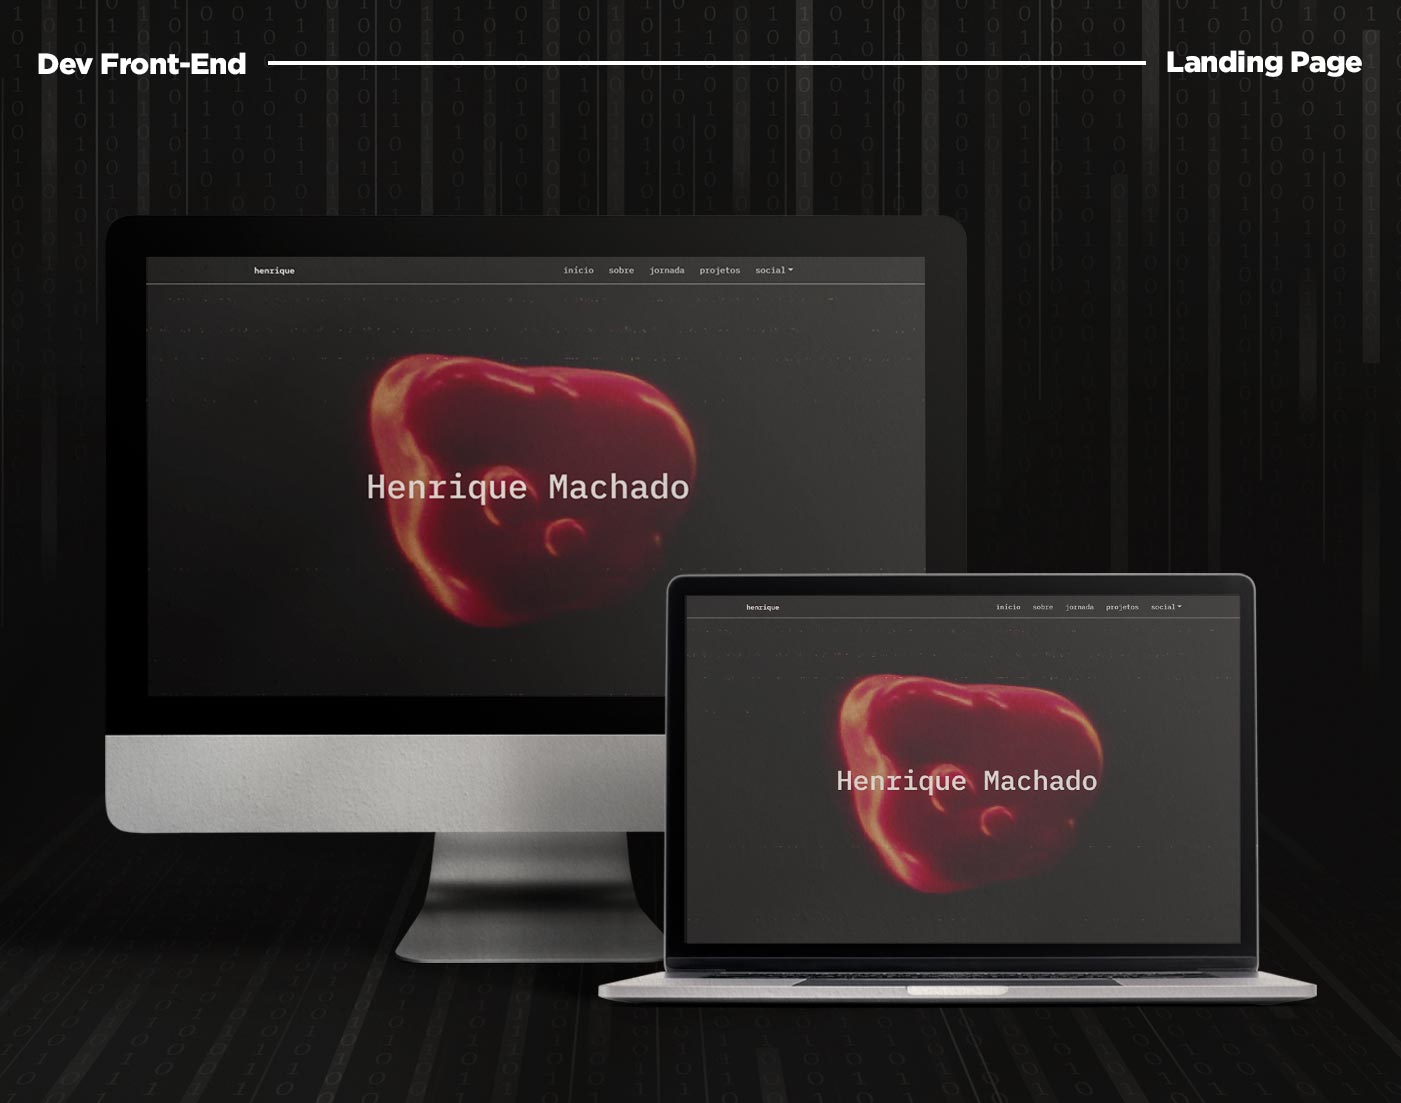 Dev Front-End
Landing Page
henrique
início sobre jornada projetos social
Henrique Machado
henrique
início sobre jornada projetos social
Henrique Machado